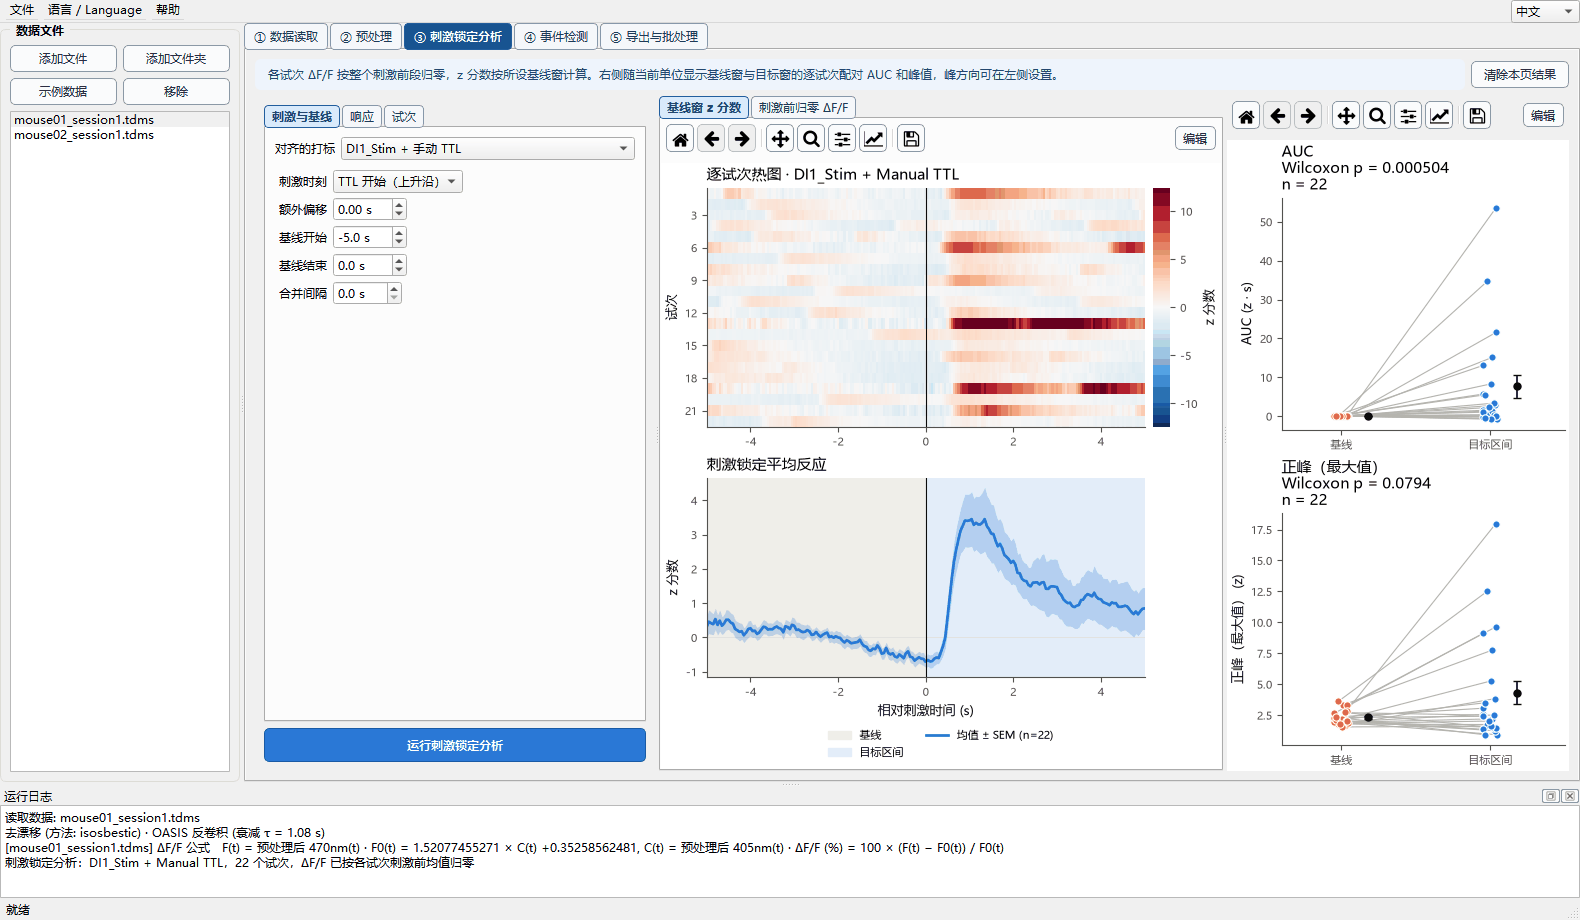 文件 语言 / Language 帮助
中文
数据文件
添加文件 添加文件夹
示例数据 移除
mouse01_session1.tdms
mouse02_session1.tdms
① 数据读取 ② 预处理 ③ 刺激锁定分析 ④ 事件检测 ⑤ 导出与批处理
各试次 ΔF/F 按整个刺激前段归零，z 分数按所设基线窗计算。右侧随当前单位显示基线窗与目标窗的逐试次配对 AUC 和峰值，峰方向可在左侧设置。
清除本页结果
刺激与基线 响应 试次
对齐的打标 DI1_Stim + 手动 TTL
刺激时刻 TTL 开始（上升沿）
额外偏移 0.00 s
基线开始 -5.0 s
基线结束 0.0 s
合并间隔 0.0 s
运行刺激锁定分析
基线窗 z 分数 刺激前归零 ΔF/F
编辑
逐试次热图 · DI1_Stim + Manual TTL
试次
3
6
9
12
15
18
21
-4 -2 0 2 4
10
5
0
-5
-10
z 分数
刺激锁定平均反应
z 分数
4
3
2
1
0
-1
-4 -2 0 2 4
相对刺激时间 (s)
基线 均值 ± SEM (n=22)
目标区间
编辑
AUC
Wilcoxon p = 0.000504
n = 22
AUC (z · s)
50
40
30
20
10
0
基线 目标区间
正峰（最大值）
Wilcoxon p = 0.0794
n = 22
正峰（最大值） (z)
17.5
15.0
12.5
10.0
7.5
5.0
2.5
基线 目标区间
运行日志
读取数据: mouse01_session1.tdms
去漂移 (方法: isosbestic) · OASIS 反卷积 (衰减 τ = 1.08 s)
[mouse01_session1.tdms] ΔF/F 公式 F(t) = 预处理后 470nm(t) · F0(t) = 1.52077455271 × C(t) +0.35258562481, C(t) = 预处理后 405nm(t) · ΔF/F (%) = 100 × (F(t) − F0(t)) / F0(t)
刺激锁定分析：DI1_Stim + Manual TTL，22 个试次，ΔF/F 已按各试次刺激前均值归零
就绪